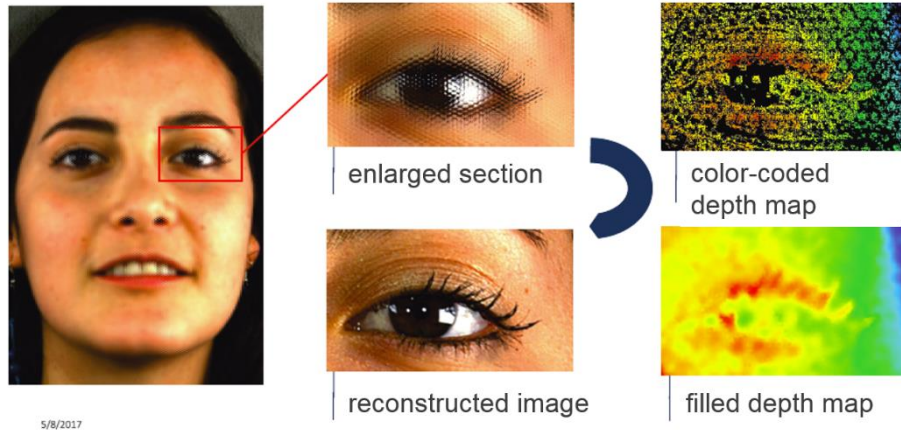 enlarged section
color-coded
depth map
reconstructed image
filled depth map
5/8/2017